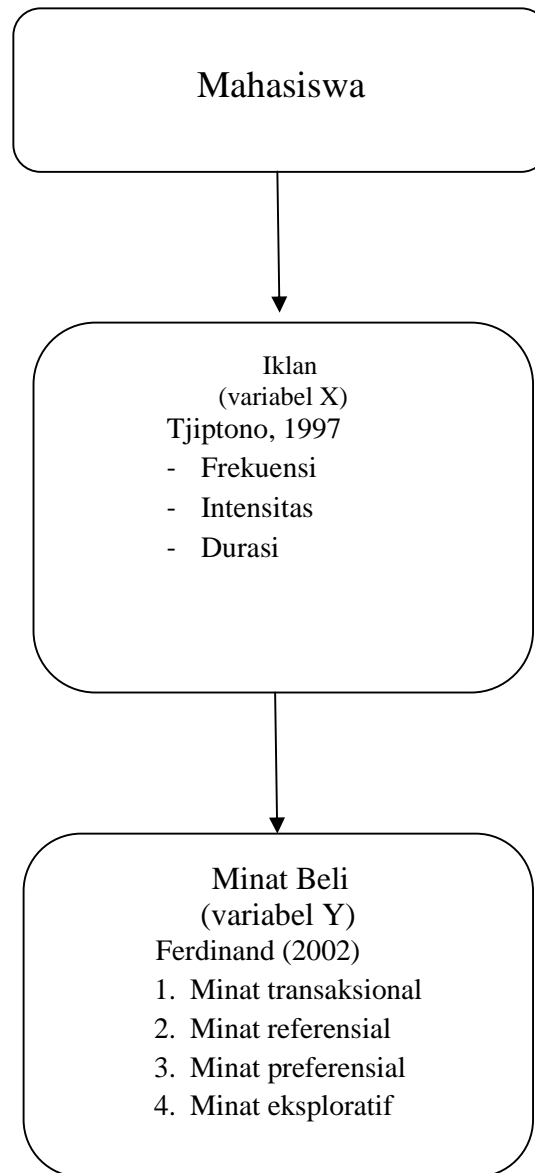 Mahasiswa
Iklan
(variabel X)
Tjiptono, 1997
- Frekuensi
- Intensitas
- Durasi
Minat Beli
(variabel Y)
Ferdinand (2002)
1. Minat transaksional
2. Minat referensial
3. Minat preferensial
4. Minat eksploratif